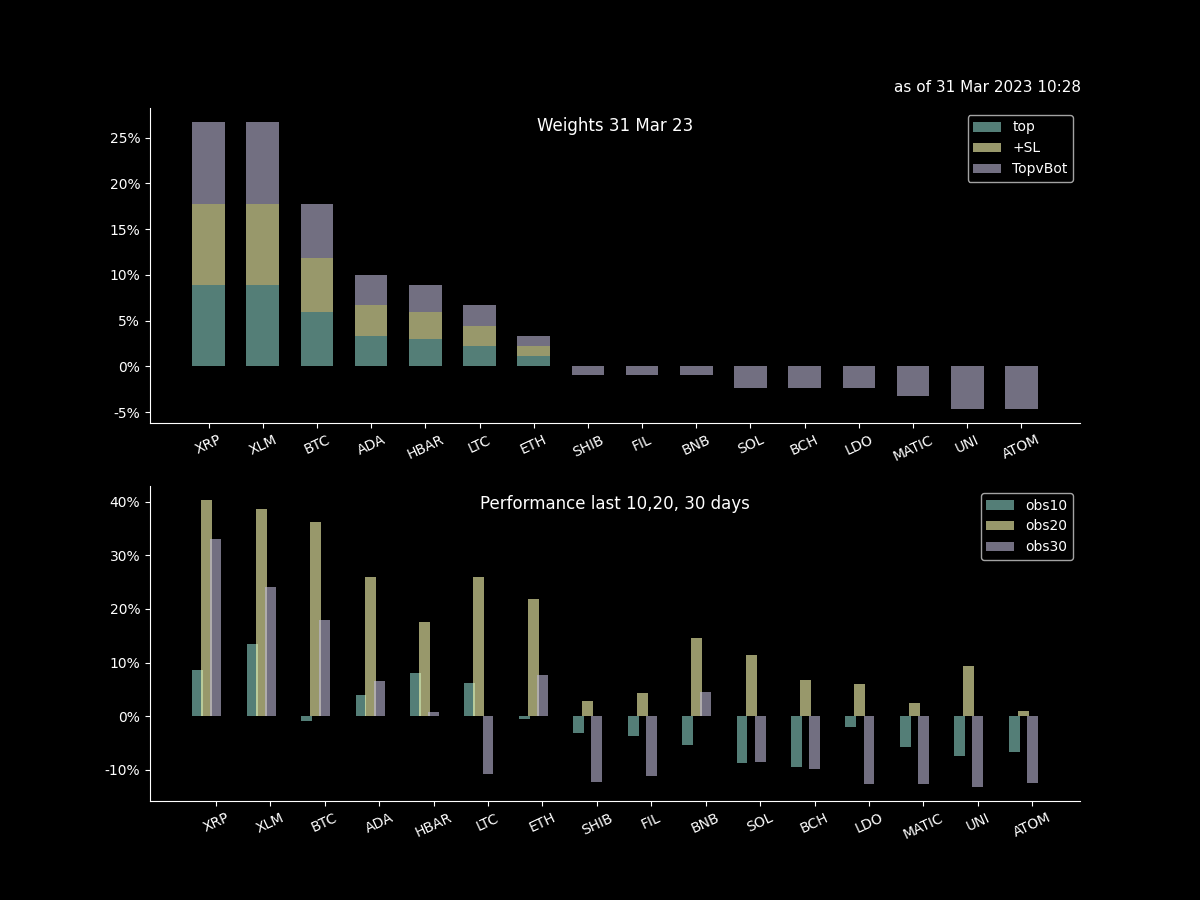 as of 31 Mar 2023 10:28
Weights 31 Mar 23
top
+SL
TopvBot
25%
20%
15%
10%
5%
0%
-5%
XRP XLM BTC ADA HBAR LTC ETH SHIB FIL BNB SOL BCH LDO MATIC UNI ATOM
Performance last 10,20, 30 days
obs10
obs20
obs30
40%
30%
20%
10%
0%
-10%
XRP XLM BTC ADA HBAR LTC ETH SHIB FIL BNB SOL BCH LDO MATIC UNI ATOM